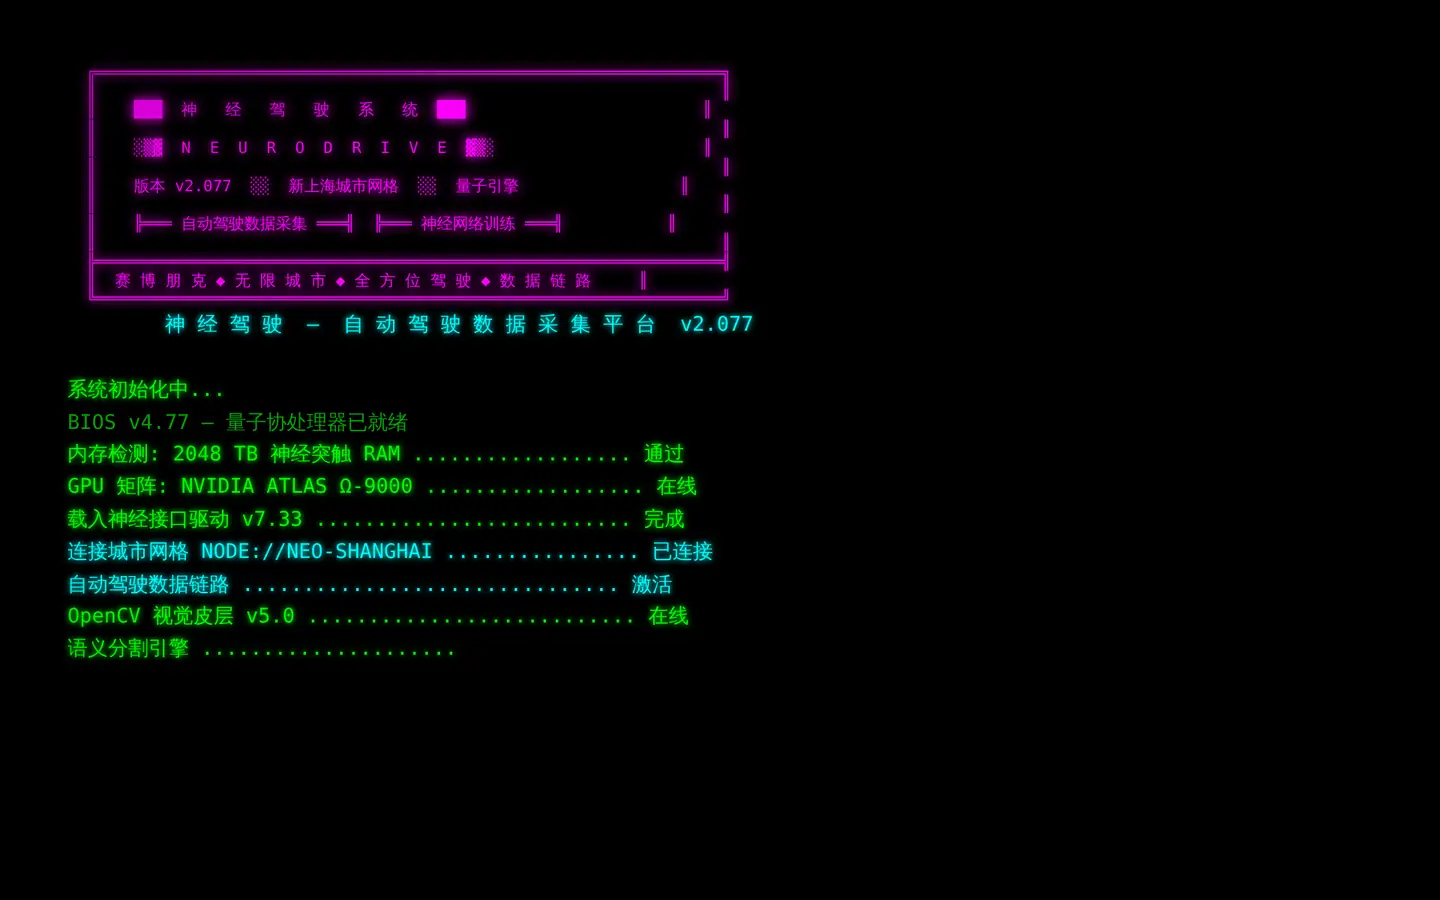 ███ 神 经 驾 驶 系 统 ███
░▒▓ N E U R O D R I V E ▓▒░
版本 v2.077 ░░ 新上海城市网格 ░░ 量子引擎
╠═══ 自动驾驶数据采集 ═══╣ ╠═══ 神经网络训练 ═══╣
赛 博 朋 克 ◆ 无 限 城 市 ◆ 全 方 位 驾 驶 ◆ 数 据 链 路
神 经 驾 驶 — 自 动 驾 驶 数 据 采 集 平 台 v2.077
系统初始化中...
BIOS v4.77 — 量子协处理器已就绪
内存检测: 2048 TB 神经突触 RAM .................. 通过
GPU 矩阵: NVIDIA ATLAS Ω-9000 .................. 在线
载入神经接口驱动 v7.33 .......................... 完成
连接城市网格 NODE://NEO-SHANGHAI ................ 已连接
自动驾驶数据链路 ............................... 激活
OpenCV 视觉皮层 v5.0 ........................... 在线
语义分割引擎 .....................